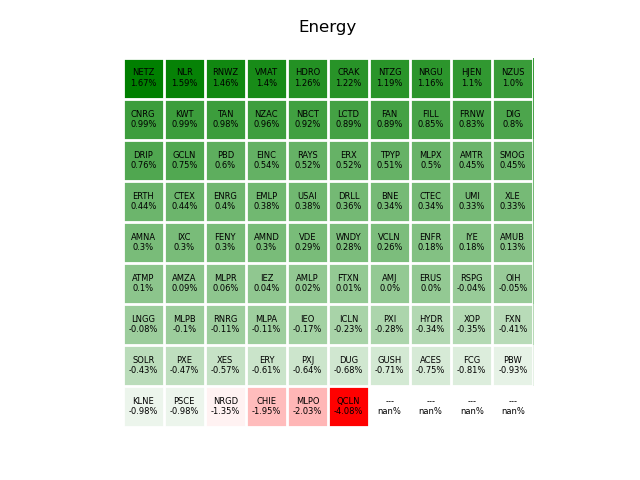 Energy
NETZ NLR RNWZ VMAT HDRO CRAK NTZG NRGU HJEN NZUS
1.67% 1.59% 1.46% 1.4% 1.26% 1.22% 1.19% 1.16% 1.1% 1.0%
CNRG KWT TAN NZAC NBCT LCTD FAN FILL FRNW DIG
0.99% 0.99% 0.98% 0.96% 0.92% 0.89% 0.89% 0.85% 0.83% 0.8%
DRIP GCLN PBD EINC RAYS ERX TPYP MLPX AMTR SMOG
0.76% 0.75% 0.6% 0.54% 0.52% 0.52% 0.51% 0.5% 0.45% 0.45%
ERTH CTEX ENRG EMLP USAI DRLL BNE CTEC UMI XLE
0.44% 0.44% 0.4% 0.38% 0.38% 0.36% 0.34% 0.34% 0.33% 0.33%
AMNA IXC FENY AMND VDE WNDY VCLN ENFR IYE AMUB
0.3% 0.3% 0.3% 0.3% 0.29% 0.28% 0.26% 0.18% 0.18% 0.13%
ATMP AMZA MLPR IEZ AMLP FTXN AMJ ERUS RSPG OIH
0.1% 0.09% 0.06% 0.04% 0.02% 0.01% 0.0% 0.0% -0.04% -0.05%
LNGG MLPB RNRG MLPA IEO ICLN PXI HYDR XOP FXN
-0.08% -0.1% -0.11% -0.11% -0.17% -0.23% -0.28% -0.34% -0.35% -0.41%
SOLR PXE XES ERY PXJ DUG GUSH ACES FCG PBW
-0.43% -0.47% -0.57% -0.61% -0.64% -0.68% -0.71% -0.75% -0.81% -0.93%
KLNE PSCE NRGD CHIE MLPO QCLN --- --- --- ---
-0.98% -0.98% -1.35% -1.95% -2.03% -4.08% nan% nan% nan% nan%